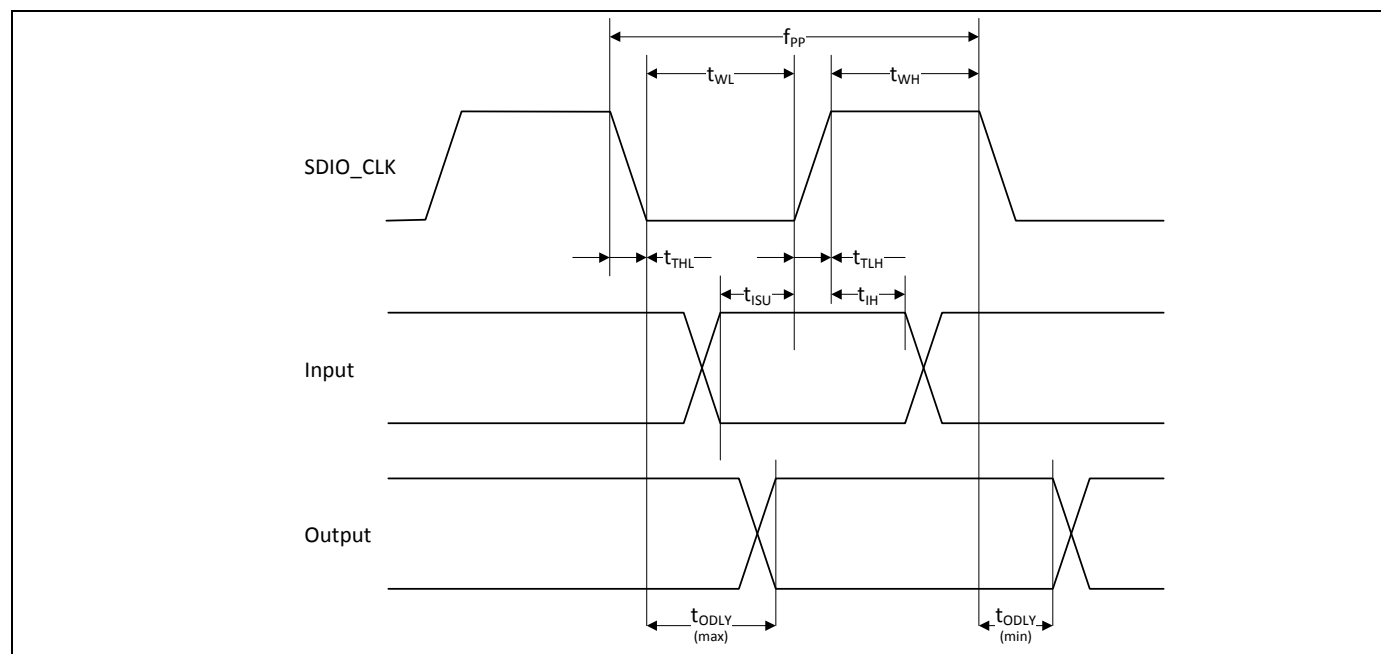 fPP
tWL
tWH
SDIO_CLK
tTHL
tTLH
tISU
tIH
Input
Output
tODLY
(max)
tODLY
(min)